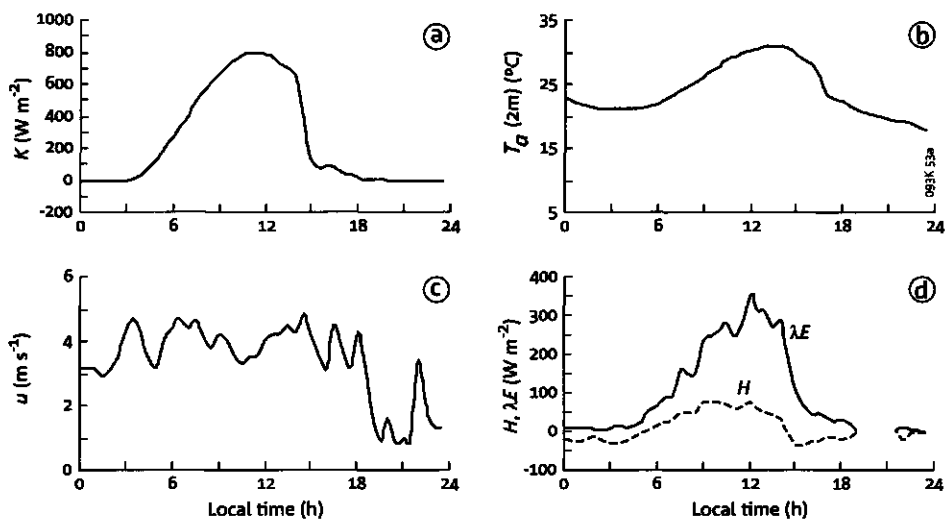 K (W m⁻²)
1000
800
600
400
200
0
-200
0 6 12 18 24
a
T_a (2m) (°C)
35
25
15
5
0 6 12 18 24
b
093K 53a
u (m s⁻¹)
6
4
2
0
0 6 12 18 24
Local time (h)
c
H, λE (W m⁻²)
400
300
200
100
0
-100
0 6 12 18 24
Local time (h)
d
λE
H